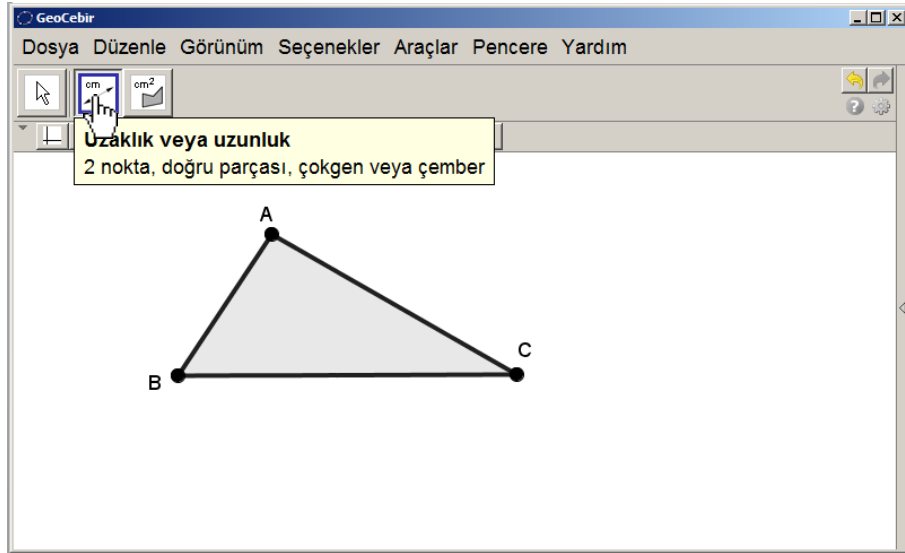 GeoCebir
Dosya Düzenle Görünüm Seçenekler Araçlar Pencere Yardım
cm cm²
Uzaklık veya uzunluk
2 nokta, doğru parçası, çokgen veya çember
A
B
C